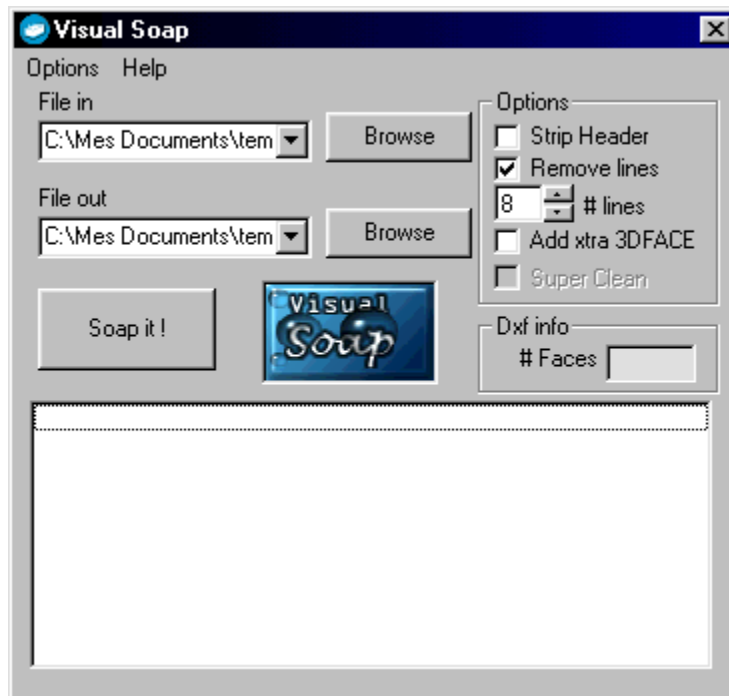 Visual Soap
Options Help
File in
C:\Mes Documents\tem
Browse
File out
C:\Mes Documents\tem
Browse
Soap it !
Visual
Soap
Options
Strip Header
Remove lines
8 # lines
Add xtra 3DFACE
Super Clean
Dxf info
# Faces